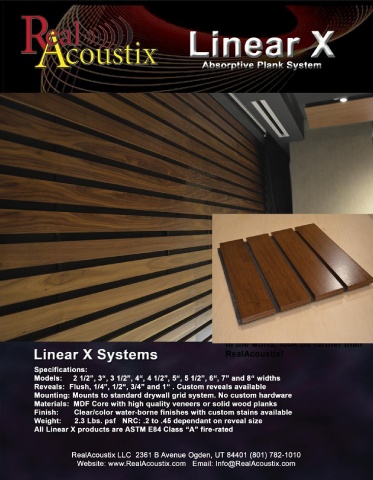 Real
Acoustix
Linear X
Absorptive Plank System
RealAcoustix!
Linear X Systems
Specifications:
Models: 2 1/2", 3", 3 1/2", 4", 4 1/2", 5", 5 1/2", 6", 7" and 8" widths
Reveals: Flush, 1/4", 1/2", 3/4" and 1" . Custom reveals available
Mounting: Mounts to standard drywall grid system. No custom hardware
Materials: MDF Core with high quality veneers or solid wood planks
Finish: Clear/color water-borne finishes with custom stains available
Weight: 2.3 Lbs. psf NRC: .2 to .45 dependant on reveal size
All Linear X products are ASTM E84 Class "A" fire-rated
RealAcoustix LLC 2361 B Avenue Ogden, UT 84401 (801) 782-1010
Website: www.RealAcoustix.com Email: Info@RealAcoustix.com